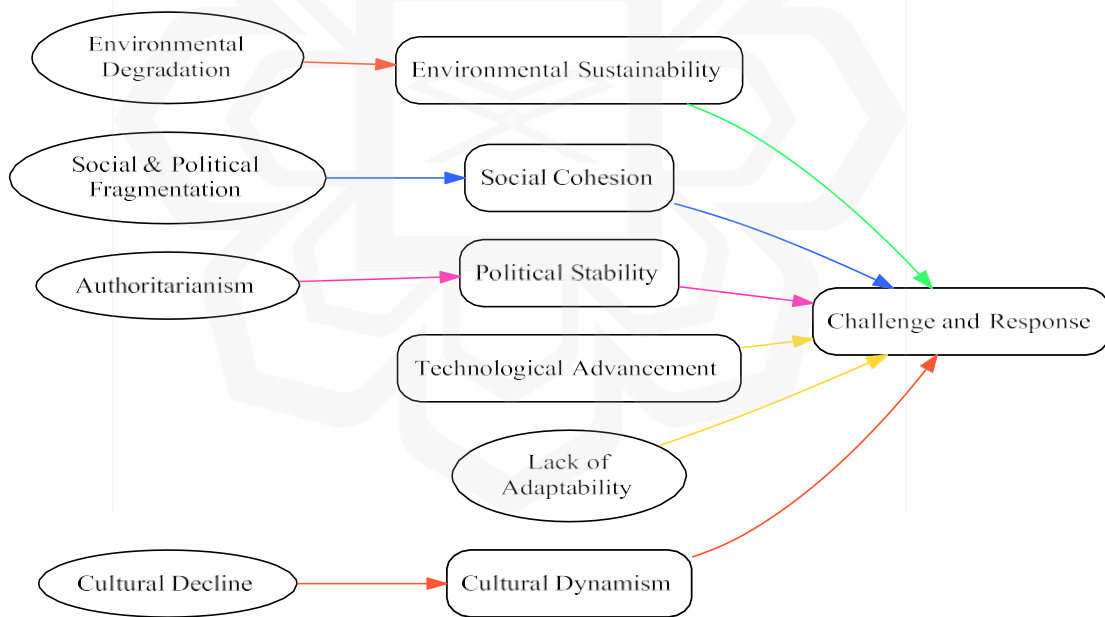 Environmental
Degradation
Environmental Sustainability
Social & Political
Fragmentation
Social Cohesion
Authoritarianism
Political Stability
Challenge and Response
Technological Advancement
Lack of
Adaptability
Cultural Decline
Cultural Dynamism